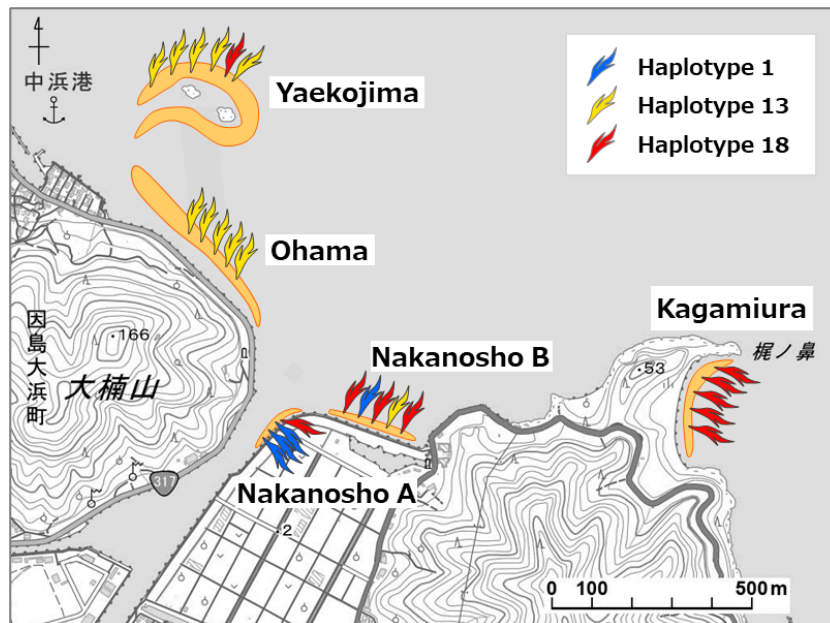 中浜港
Yaekojima
Haplotype 1
Haplotype 13
Haplotype 18
Ohama
Kagamiura
梶ノ鼻
因島大浜町
166
大楠山
Nakanosho B
53
317
Nakanosho A
2
0 100 500 m